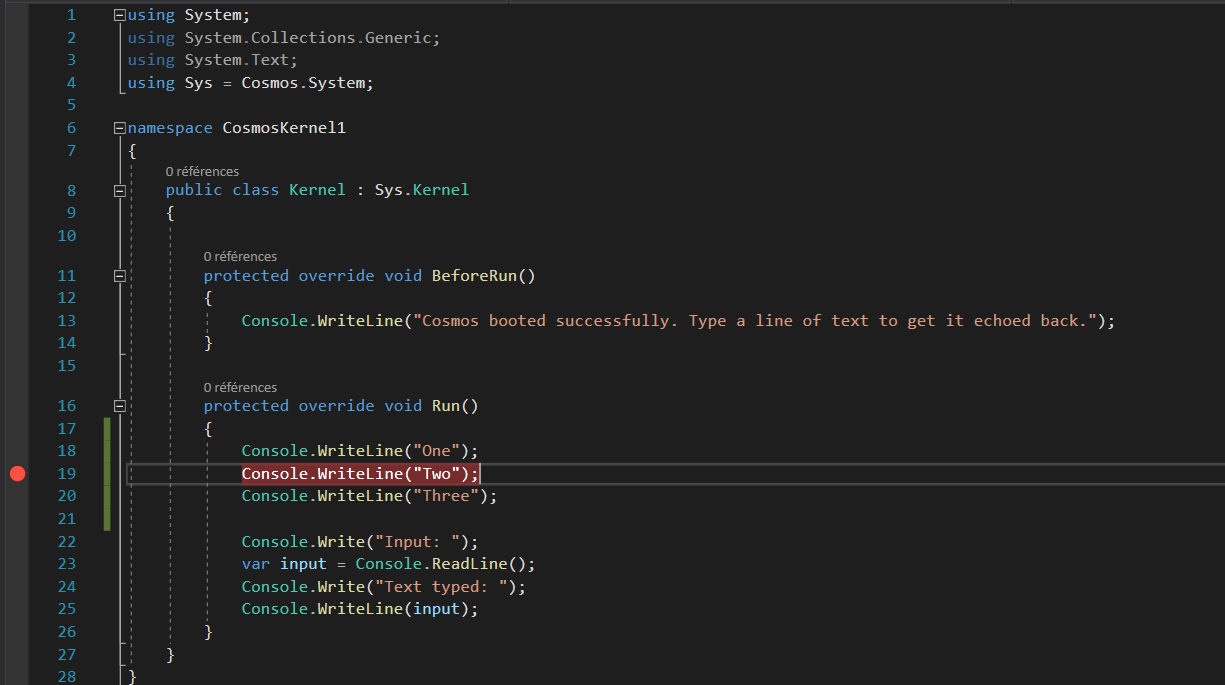 1 using System;
2 using System.Collections.Generic;
3 using System.Text;
4 using Sys = Cosmos.System;
5
6 namespace CosmosKernel1
7 {
0 références
8 public class Kernel : Sys.Kernel
9 {
10
0 références
11 protected override void BeforeRun()
12 {
13 Console.WriteLine("Cosmos booted successfully. Type a line of text to get it echoed back.");
14 }
15
0 références
16 protected override void Run()
17 {
18 Console.WriteLine("One");
19 Console.WriteLine("Two");
20 Console.WriteLine("Three");
21
22 Console.Write("Input: ");
23 var input = Console.ReadLine();
24 Console.Write("Text typed: ");
25 Console.WriteLine(input);
26 }
27 }
28 }